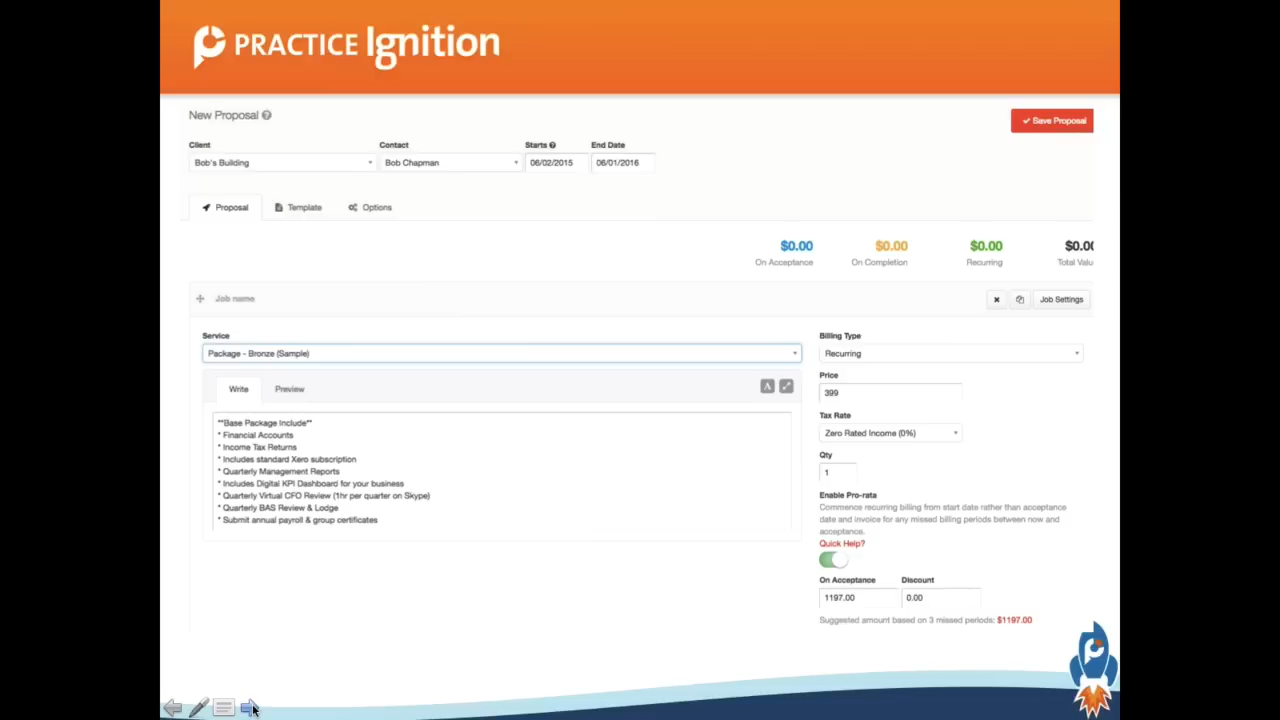 PRACTICE Ignition
New Proposal
Save Proposal
Client
Contact
Starts
End Date
Bob's Building
Bob Chapman
06/02/2015
06/01/2016
Proposal
Template
Options
$0.00
$0.00
$0.00
$0.0
On Acceptance
On Completion
Recurring
Total Valu
Job name
Job Settings
Service
Package - Bronze (Sample)
Write
Preview
A
**Base Package Include**
* Financial Accounts
* Income Tax Returns
* Includes standard Xero subscription
* Quarterly Management Reports
* Includes Digital KPI Dashboard for your business
* Quarterly Virtual CFO Review (1hr per quarter on Skype)
* Quarterly BAS Review & Lodge
* Submit annual payroll & group certificates
Billing Type
Recurring
Price
399
Tax Rate
Zero Rated Income (0%)
Qty
1
Enable Pro-rata
Commence recurring billing from start date rather than acceptance
date and invoice for any missed billing periods between now and
acceptance.
Quick Help?
On Acceptance
Discount
1197.00
0.00
Suggested amount based on 3 missed periods: $1197.00